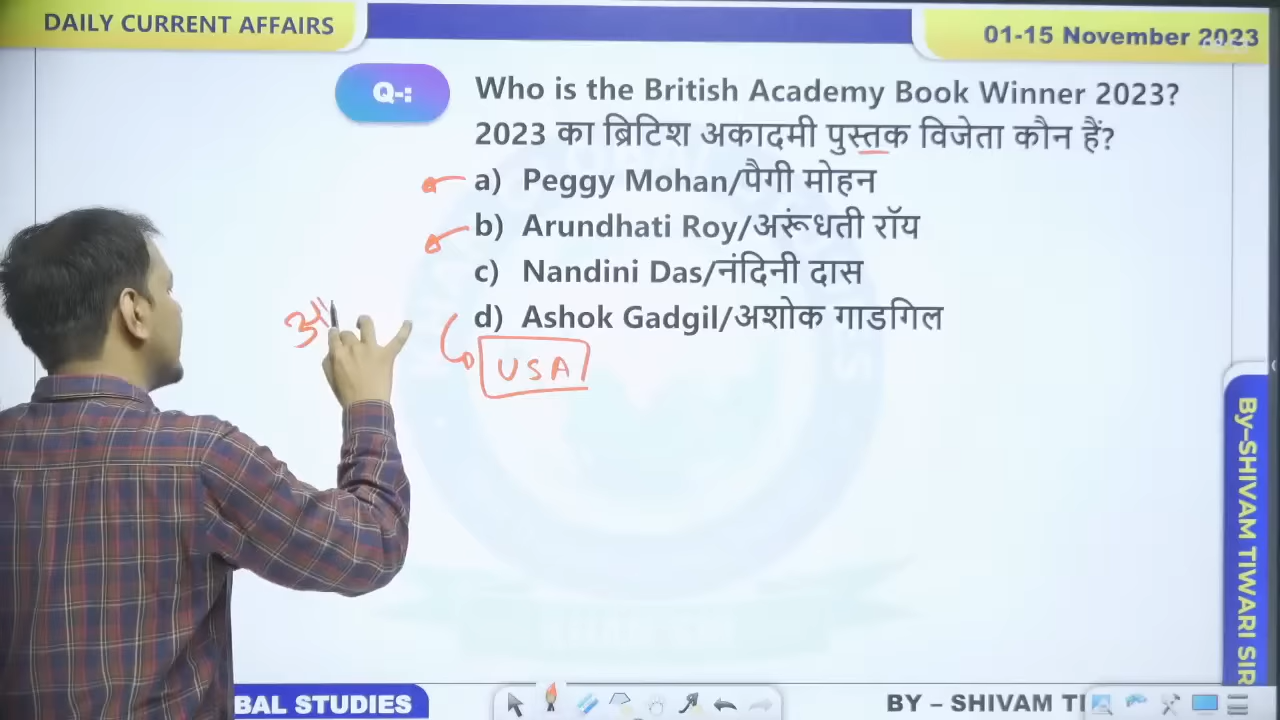 DAILY CURRENT AFFAIRS
01-15 November 2023
Q-:
Who is the British Academy Book Winner 2023?
2023 का ब्रिटिश अकादमी पुस्तक विजेता कौन हैं?
a) Peggy Mohan/पैगी मोहन
b) Arundhati Roy/अरूंधती रॉय
c) Nandini Das/नंदिनी दास
d) Ashok Gadgil/अशोक गाडगिल
USA
By-SHIVAM TIWARI SIR
BAL STUDIES
BY – SHIVAM TI